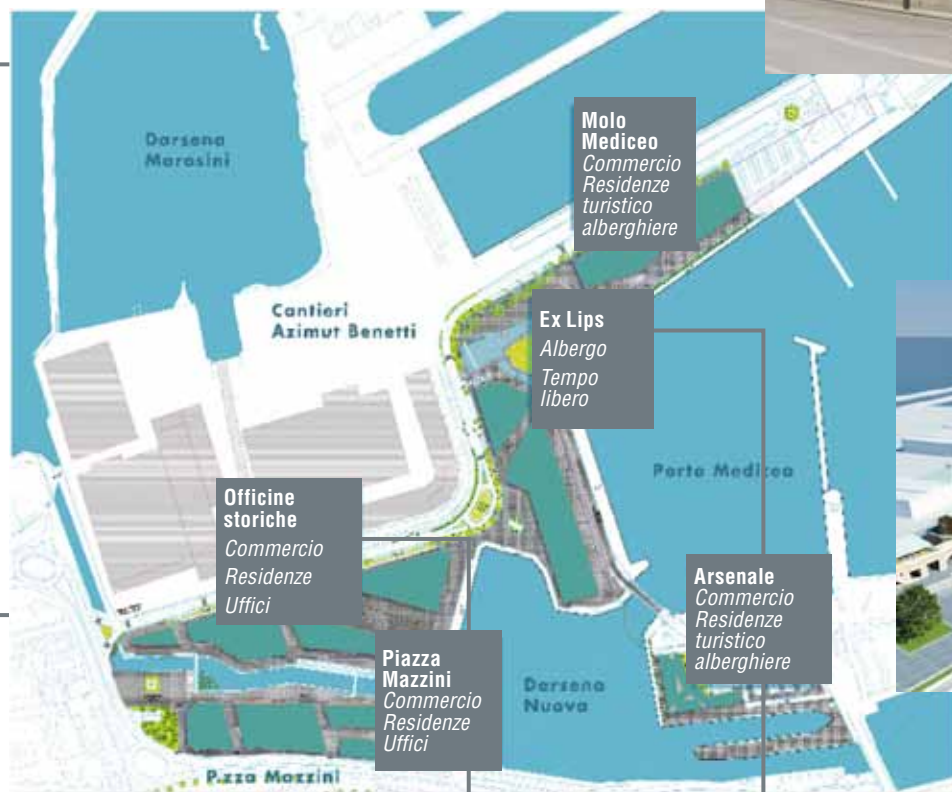 Darsena
Morosini
Molo
Mediceo
Commercio
Residenze
turistico
alberghiere
Cantieri
Azimut Benetti
Ex Lips
Albergo
Tempo
libero
Porto Mediceo
Officine
storiche
Commercio
Residenze
Uffici
Arsenale
Commercio
Residenze
turistico
alberghiere
Piazza
Mazzini
Commercio
Residenze
Uffici
Darsena
Nuova
P.zza Mazzini